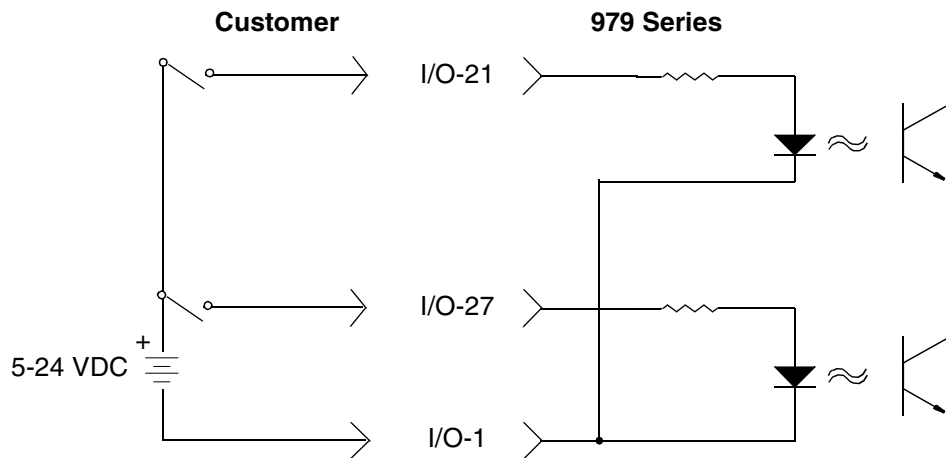 Customer
979 Series
I/O-21
I/O-27
+
5-24 VDC
I/O-1